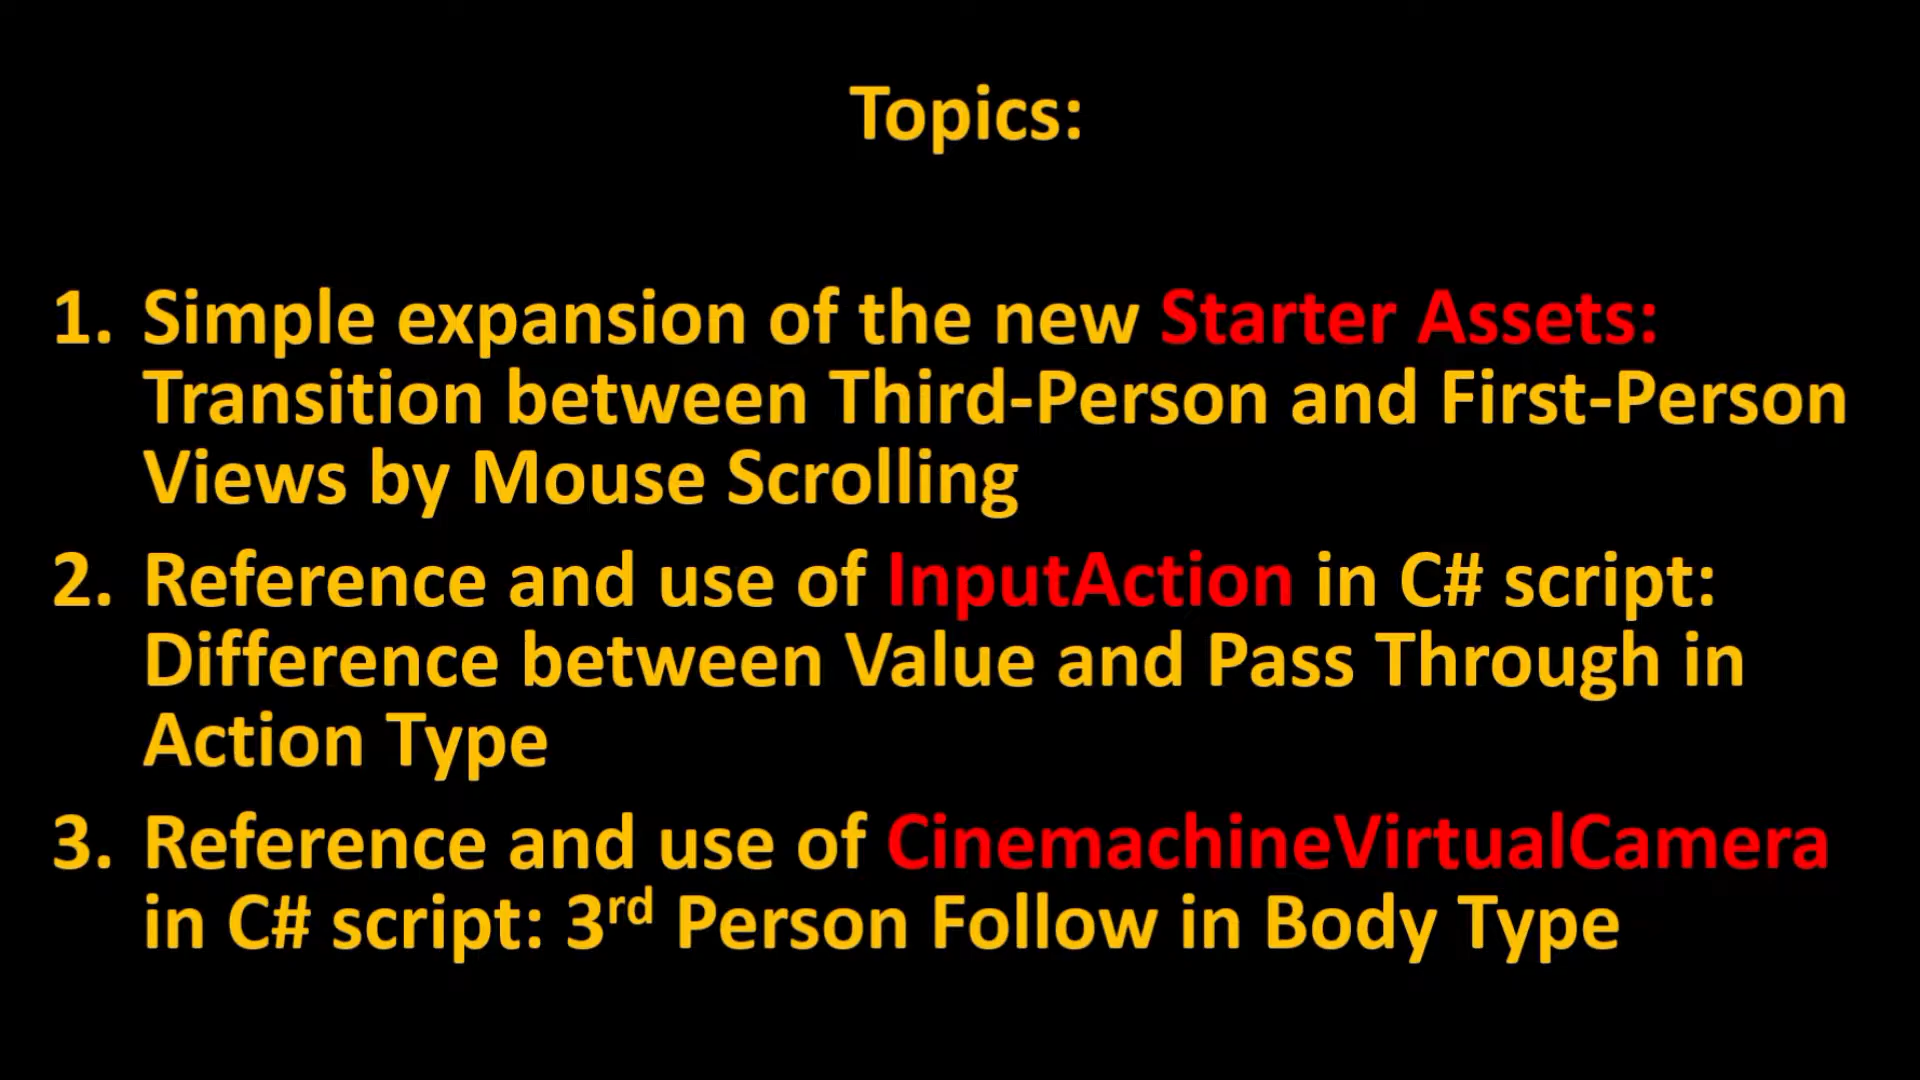 Topics:
1. Simple expansion of the new Starter Assets:
Transition between Third-Person and First-Person
Views by Mouse Scrolling
2. Reference and use of InputAction in C# script:
Difference between Value and Pass Through in
Action Type
3. Reference and use of CinemachineVirtualCamera
in C# script: 3rd Person Follow in Body Type